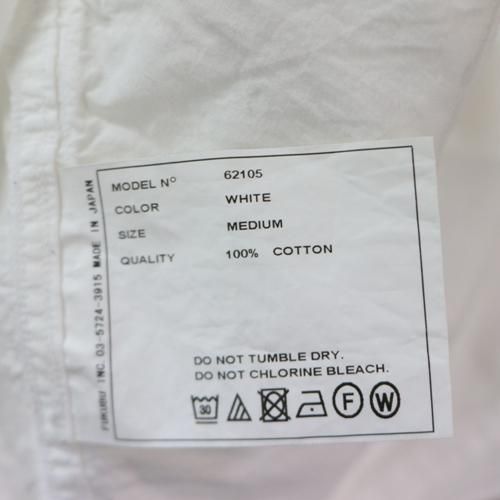 MODEL Nº 62105
COLOR WHITE
SIZE MEDIUM
QUALITY 100% COTTON
DO NOT TUMBLE DRY.
DO NOT CHLORINE BLEACH.
30 F W
FUKUBU INC. 03-5724-3915 MADE IN JAPAN